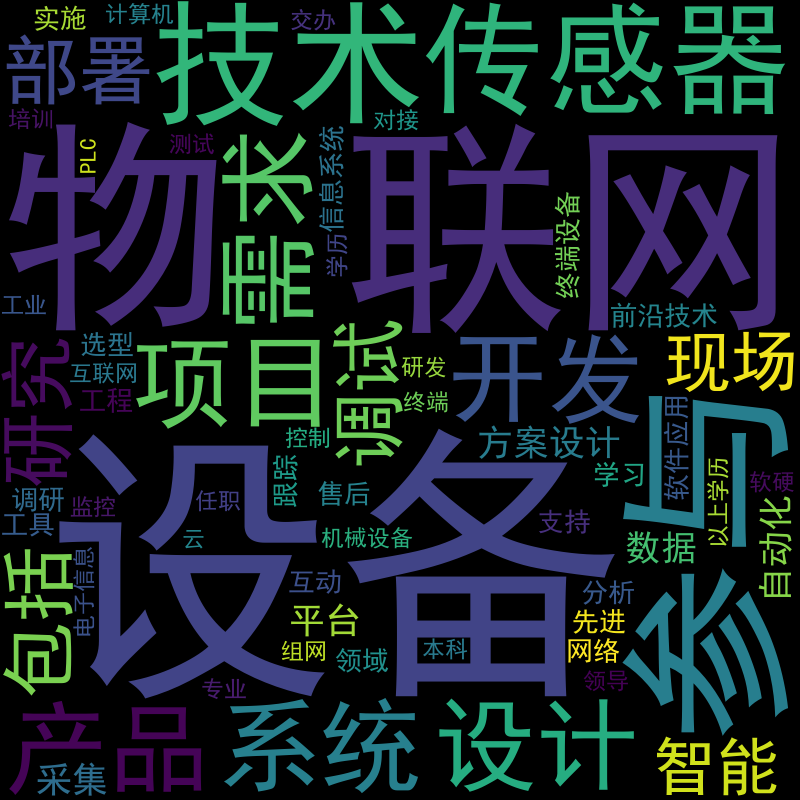 实施
计算机
交办
技术
传感器
部署
培训
PLC
测试
对接
物联网
需求
信息系统
学历
终端设备
工业
前沿技术
选型
互联网
工程
研究
项目
调试
研发
终端
开发
现场
控制
方案设计
参与
软件应用
以上学历
软硬
学习
跟踪
售后
设备
调研
工具
监控
任职
云
机械设备
支持
数据
自动化
包括
电子信息
互动
平台
组网
领域
本科
分析
先进
网络
领导
专业
产品
采集
系统
设计
智能